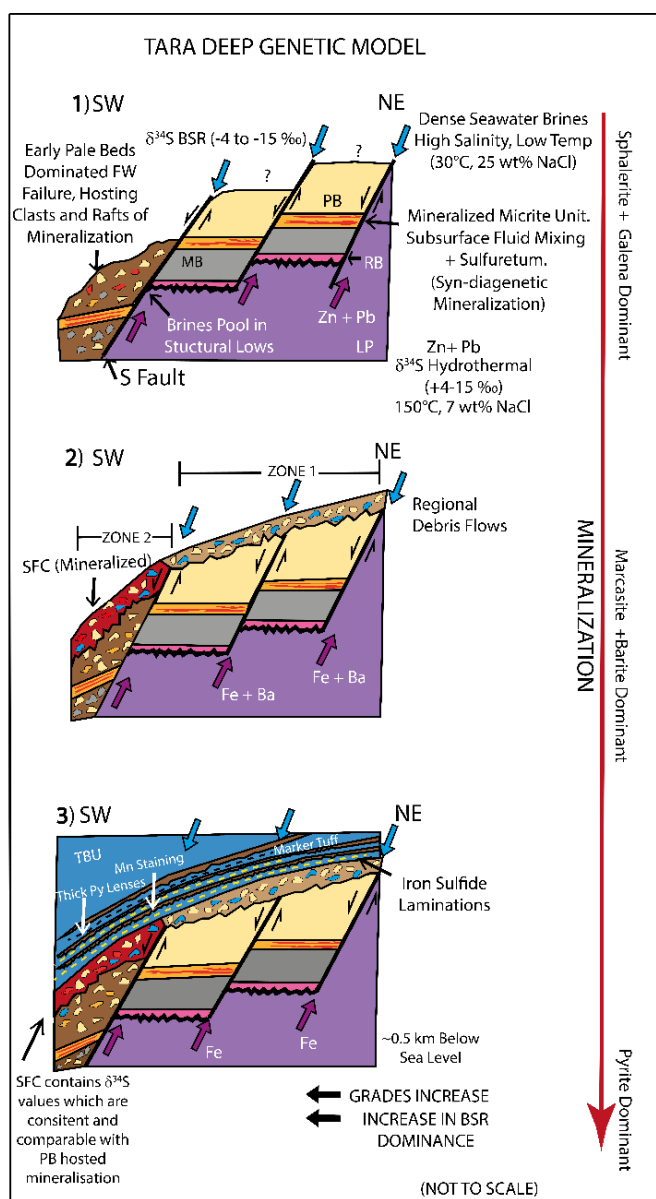 TARA DEEP GENETIC MODEL
1) SW
NE
δ³⁴S BSR (-4 to -15 ‰)
Early Pale Beds
Dominated FW
Failure, Hosting
Clasts and Rafts of
Mineralization
?
?
Dense Seawater Brines
High Salinity, Low Temp
(30°C, 25 wt% NaCl)
PB
Mineralized Micrite Unit.
Subsurface Fluid Mixing
+ Sulfuretum.
(Syn-diagenetic
Mineralization)
MB
RB
Brines Pool in
Stuctural Lows
Zn + Pb
LP
S Fault
Zn+ Pb
δ³⁴S Hydrothermal
(+4-15 ‰)
150°C, 7 wt% NaCl
Sphalerite + Galena Dominant
2) SW
NE
ZONE 1
ZONE 2
SFC (Mineralized)
Regional
Debris Flows
Fe + Ba
Fe + Ba
MINERALIZATION
Marcasite +Barite Dominant
3) SW
NE
TBU
Marker Tuff
Mn Staining
Thick Py Lenses
Iron Sulfide
Laminations
Fe
Fe
~0.5 km Below
Sea Level
SFC contains δ³⁴S
values which are
consitent and
comparable with
PB hosted
mineralisation
GRADES INCREASE
INCREASE IN BSR
DOMINANCE
Pyrite Dominant
(NOT TO SCALE)